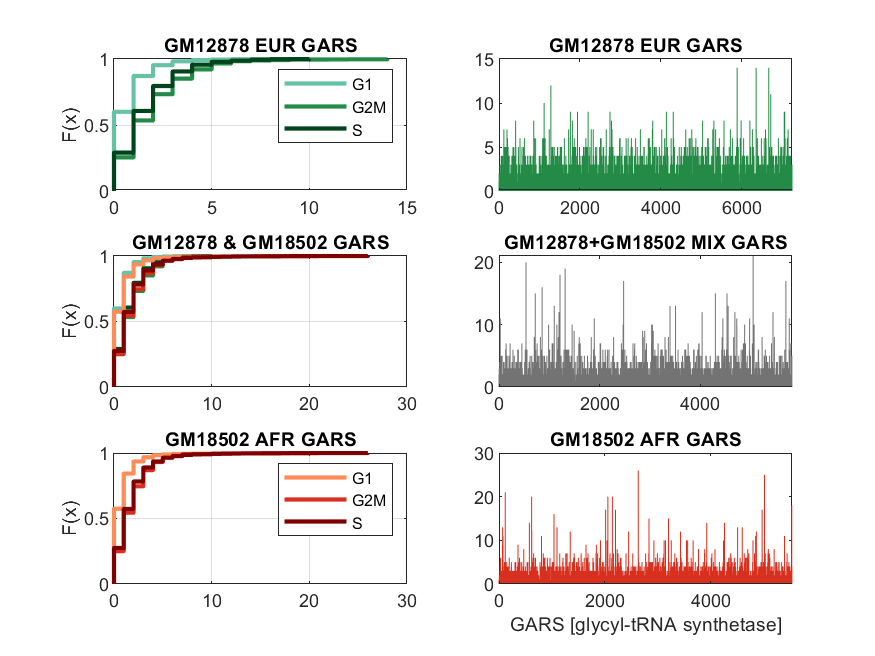 GM12878 EUR GARS
1
0.5
0
F(x)
0 5 10 15
G1
G2M
S
GM12878 EUR GARS
15
10
5
0
0 2000 4000 6000
GM12878 & GM18502 GARS
1
0.5
0
F(x)
0 10 20 30
GM12878+GM18502 MIX GARS
20
10
0
0 2000 4000
GM18502 AFR GARS
1
0.5
0
F(x)
0 10 20 30
G1
G2M
S
GM18502 AFR GARS
30
20
10
0
0 2000 4000
GARS [glycyl-tRNA synthetase]